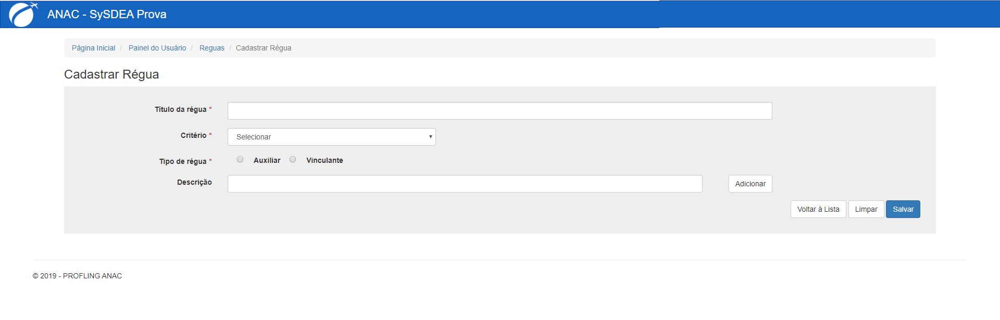 ANAC - SySDEA Prova
Página Inicial / Painel do Usuário / Reguas / Cadastrar Régua
Cadastrar Régua
Título da régua *
Critério * Selecionar
Tipo de régua * Auxiliar Vinculante
Descrição Adicionar
Voltar à Lista Limpar Salvar
© 2019 - PROFLING ANAC